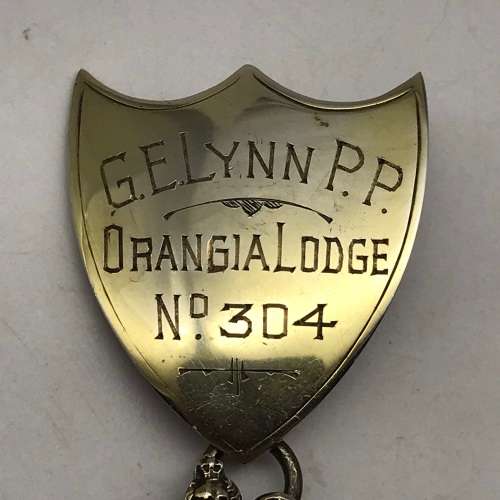 G.E.LYNN P.P.
ORANGIA LODGE
Nº 304